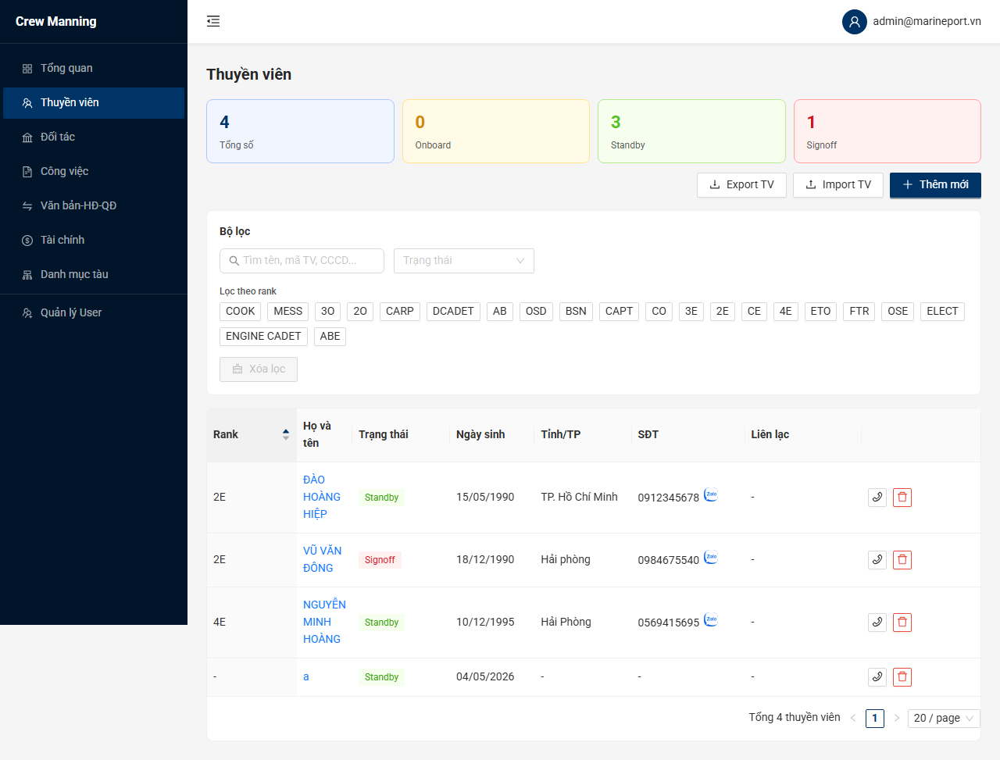 Crew Manning
admin@marineport.vn
Tổng quan
Thuyền viên
Đối tác
Công việc
Văn bản-HĐ-QĐ
Tài chính
Danh mục tàu
Quản lý User
Thuyền viên
4
Tổng số
0
Onboard
3
Standby
1
Signoff
Export TV
Import TV
Thêm mới
Bộ lọc
Tìm tên, mã TV, CCCD...
Trạng thái
Lọc theo rank
COOK MESS 3O 2O CARP DCADET AB OSD BSN CAPT CO 3E 2E CE 4E ETO FTR OSE ELECT
ENGINE CADET ABE
Xóa lọc
Rank Họ và tên Trạng thái Ngày sinh Tỉnh/TP SĐT Liên lạc
2E ĐÀO HOÀNG HIỆP Standby 15/05/1990 TP. Hồ Chí Minh 0912345678 Zalo -
2E VŨ VĂN ĐÔNG Signoff 18/12/1990 Hải phòng 0984675540 Zalo -
4E NGUYỄN MINH HOÀNG Standby 10/12/1995 Hải Phòng 0569415695 Zalo -
- a Standby 04/05/2026 - - -
Tổng 4 thuyền viên 1 20 / page